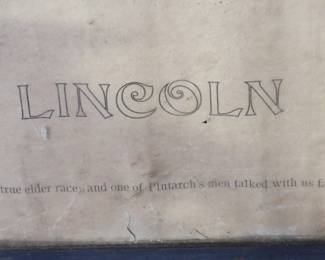 LINCOLN
true elder race, and one of Plutarch's men talked with us f